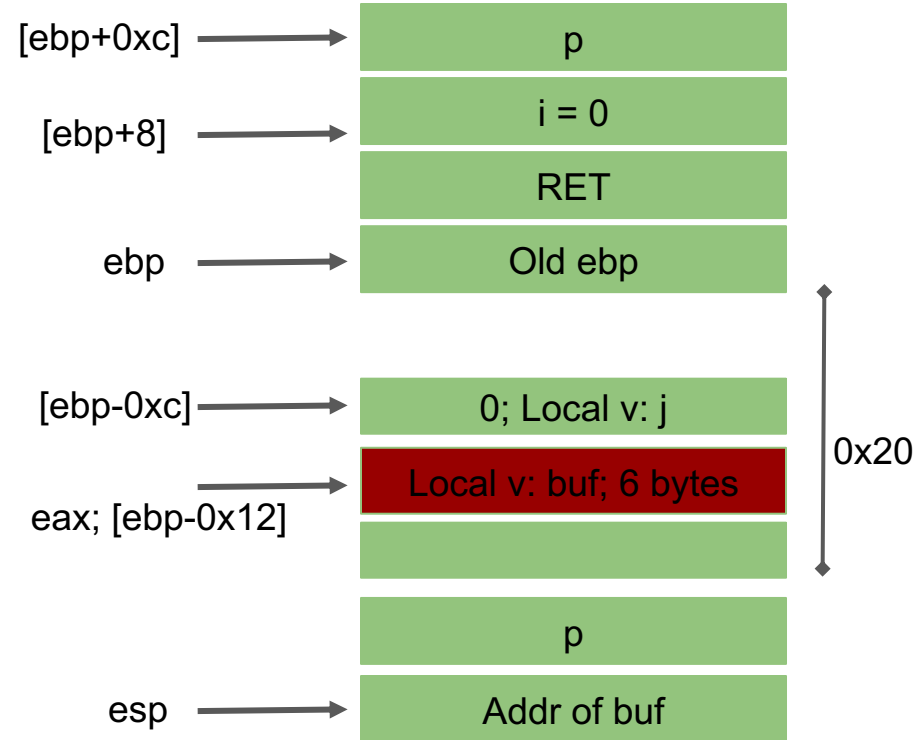 [ebp+0xc]
p
i = 0
[ebp+8]
RET
ebp
Old ebp
[ebp-0xc]
0; Local v: j
0x20
Local v: buf; 6 bytes
eax; [ebp-0x12]
p
esp
Addr of buf